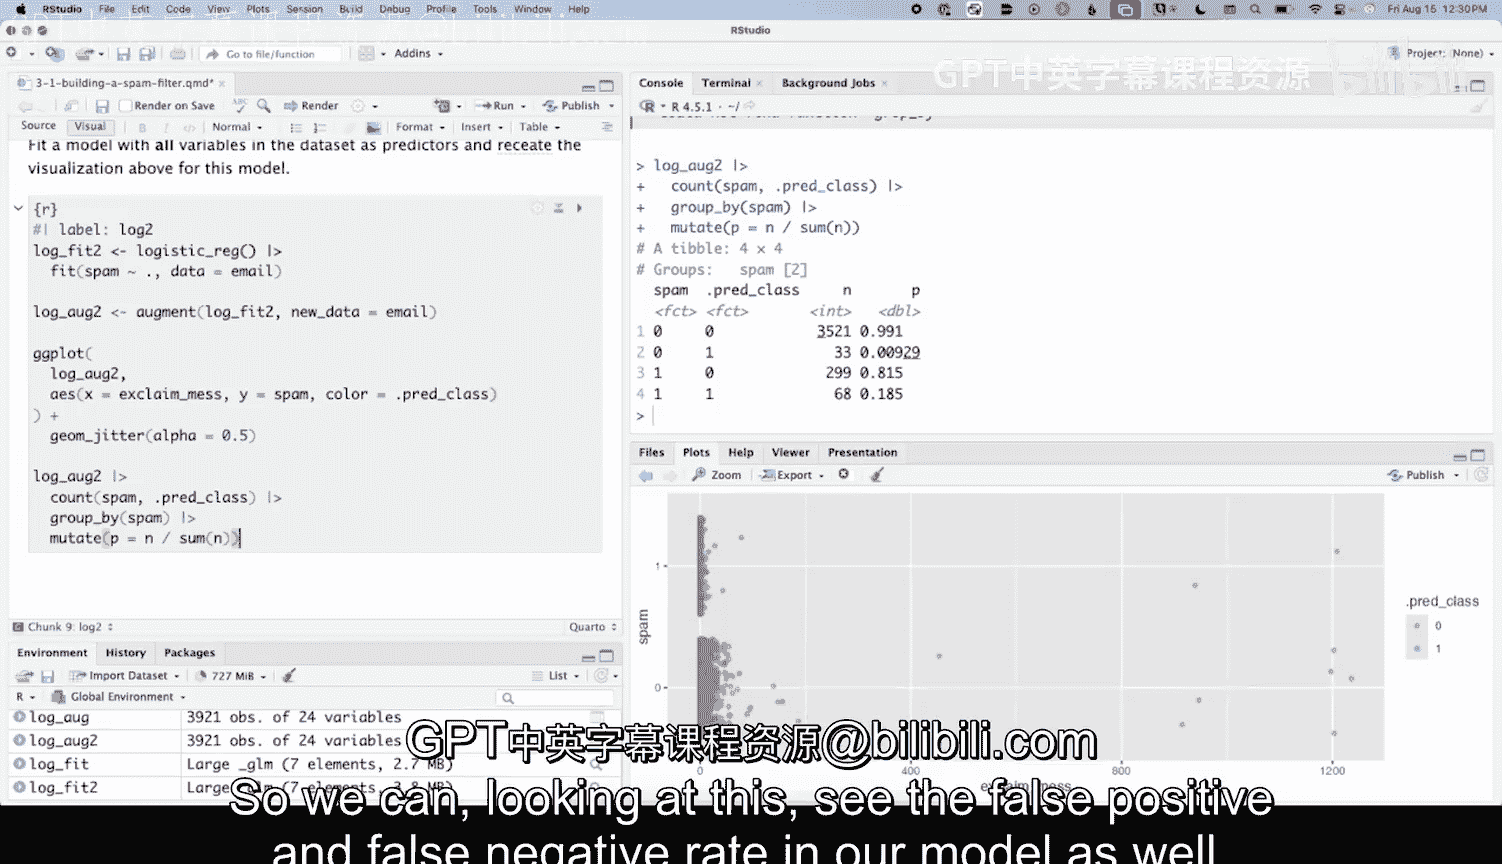 RStudio File Edit Code View Plots Session Build Debug Profile Tools Window Help Fri Aug 15 12:30PM
RStudio
Go to file/function Addins Project: (None)
GPT中英字幕课程资源
3-1-building-a-spam-filter.qmd*
Render on Save Render Run Publish
Source Visual B I Normal Format Insert Table
Fit a model with all variables in the dataset as predictors and receate the
visualization above for this model.
{r}
#| label: log2
log_fit2 <- logistic_reg() |>
fit(spam ~ ., data = email)
log_aug2 <- augment(log_fit2, new_data = email)
ggplot(
log_aug2,
aes(x = exclaim_mess, y = spam, color = .pred_class)
) +
geom_jitter(alpha = 0.5)
log_aug2 |>
count(spam, .pred_class) |>
group_by(spam) |>
mutate(p = n / sum(n))
Chunk 9: log2 Quarto
Environment History Packages
Import Dataset 727 MiB List
R Global Environment
log_aug 3921 obs. of 24 variables
log_aug2 3921 obs. of 24 variables
log_fit Large _glm (7 elements, 2.7 MB)
log_fit2 Large
Console Terminal Background Jobs
R 4.5.1 · ~/
> log_aug2 |>
+ count(spam, .pred_class) |>
+ group_by(spam) |>
+ mutate(p = n / sum(n))
# A tibble: 4 × 4
# Groups: spam [2]
spam .pred_class n p
<fct> <fct> <int> <dbl>
1 0 0 3521 0.991
2 0 1 33 0.00929
3 1 0 299 0.815
4 1 1 68 0.185
>
Files Plots Help Viewer Presentation
Zoom Export Publish
1
spam
0
.pred_class
0
1
0 400 800 1200
GPT中英字幕课程资源@bilibili.com
So we can, looking at this, see the false positive
and false negative rate in our model as well